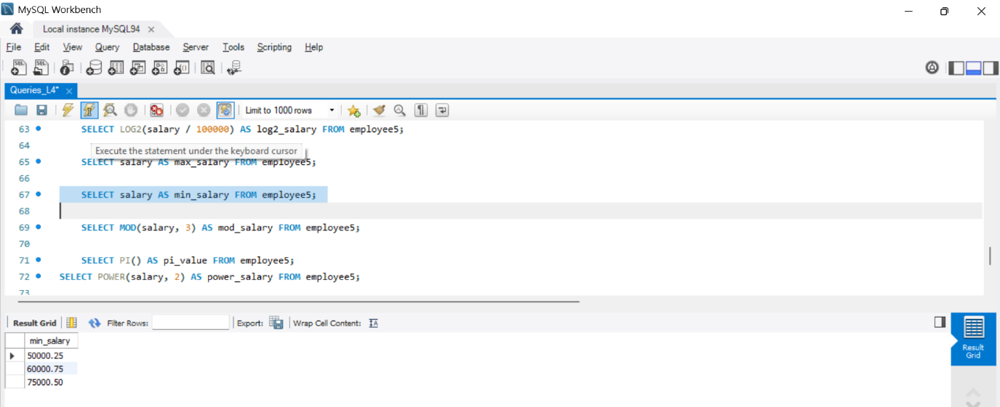 MySQL Workbench
Local instance MySQL94
File Edit View Query Database Server Tools Scripting Help
Queries_L4*
Limit to 1000 rows
63 SELECT LOG2(salary / 100000) AS log2_salary FROM employee5;
64
Execute the statement under the keyboard cursor
65 SELECT salary AS max_salary FROM employee5;
66
67 SELECT salary AS min_salary FROM employee5;
68
69 SELECT MOD(salary, 3) AS mod_salary FROM employee5;
70
71 SELECT PI() AS pi_value FROM employee5;
72 SELECT POWER(salary, 2) AS power_salary FROM employee5;
73
Result Grid Filter Rows: Export: Wrap Cell Content:
min_salary
50000.25
60000.75
75000.50
Result
Grid